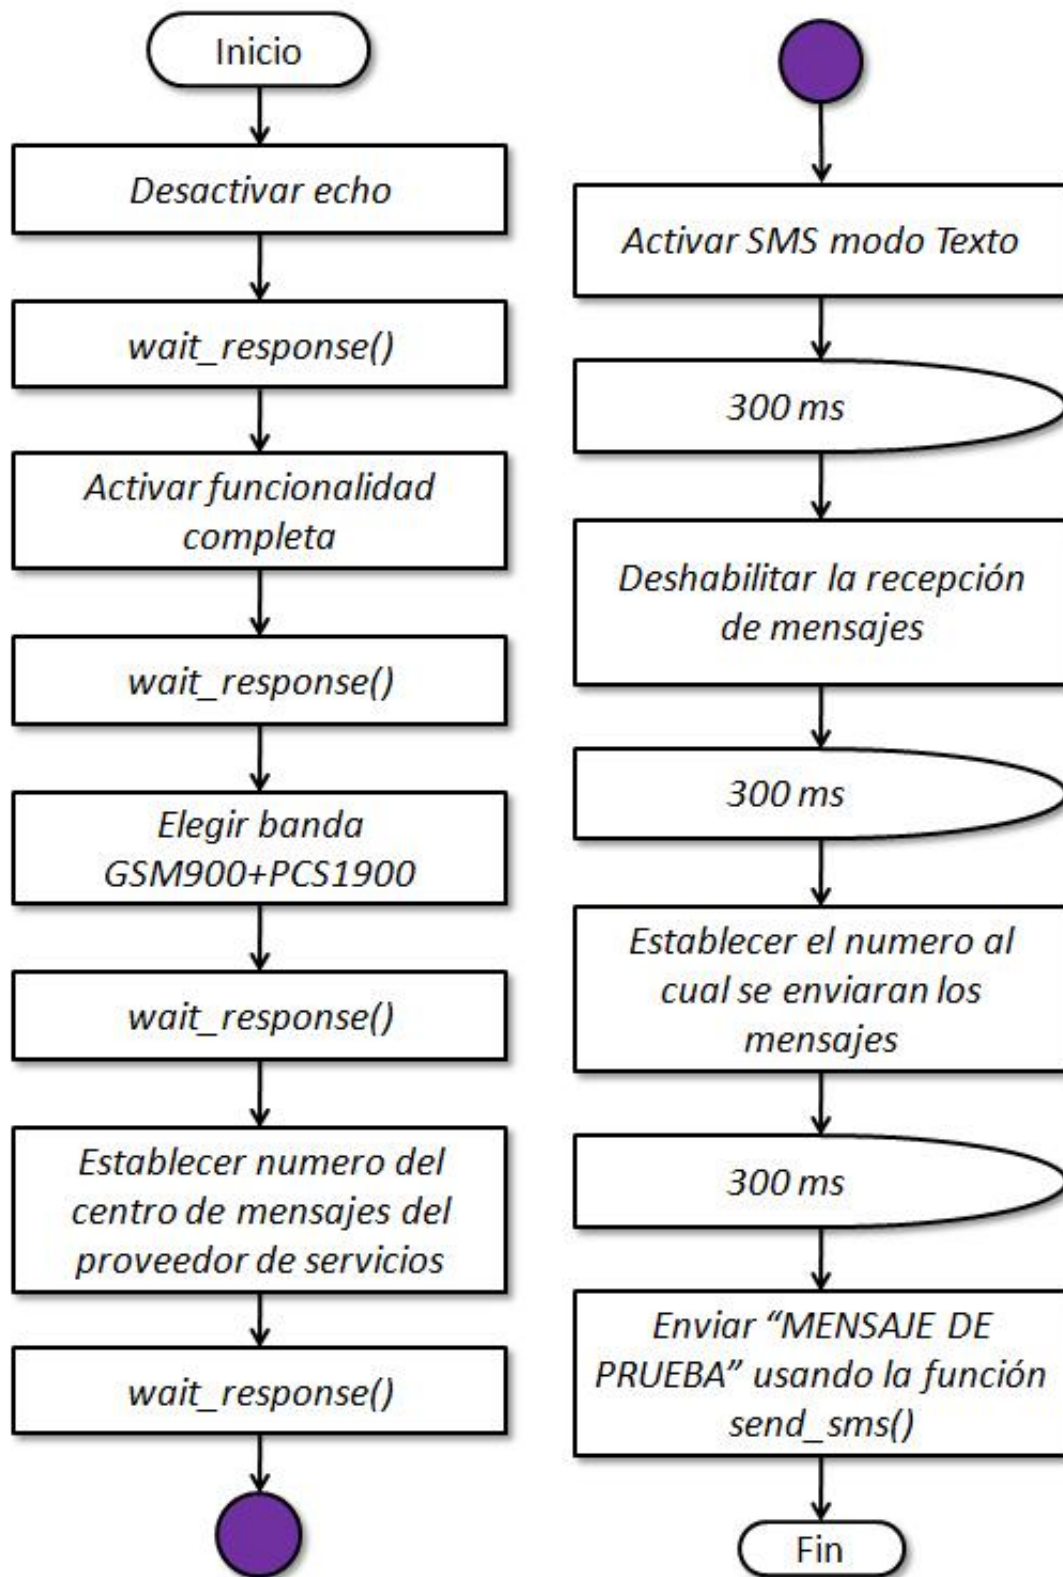 Inicio
Desactivar echo
wait_response()
Activar funcionalidad
completa
wait_response()
Elegir banda
GSM900+PCS1900
wait_response()
Establecer numero del
centro de mensajes del
proveedor de servicios
wait_response()
Activar SMS modo Texto
300 ms
Deshabilitar la recepción
de mensajes
300 ms
Establecer el numero al
cual se enviaran los
mensajes
300 ms
Enviar “MENSAJE DE
PRUEBA” usando la función
send_sms()
Fin